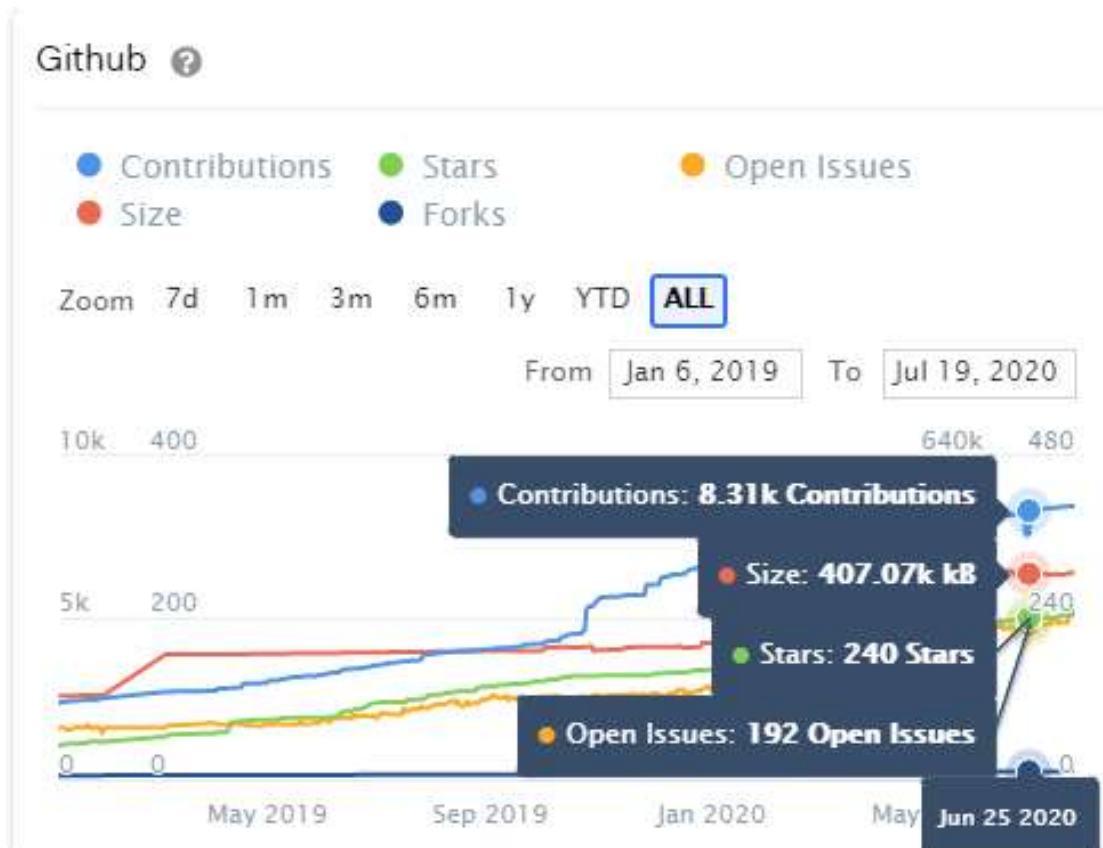 Github ?
Contributions Stars Open Issues
Size Forks
Zoom 7d 1m 3m 6m 1y YTD ALL
From Jan 6, 2019 To Jul 19, 2020
10k 400 640k 480
Contributions: 8.31k Contributions
Size: 407.07k kB
5k 200 240
Stars: 240 Stars
Open Issues: 192 Open Issues
0 0 0
May 2019 Sep 2019 Jan 2020 May Jun 25 2020